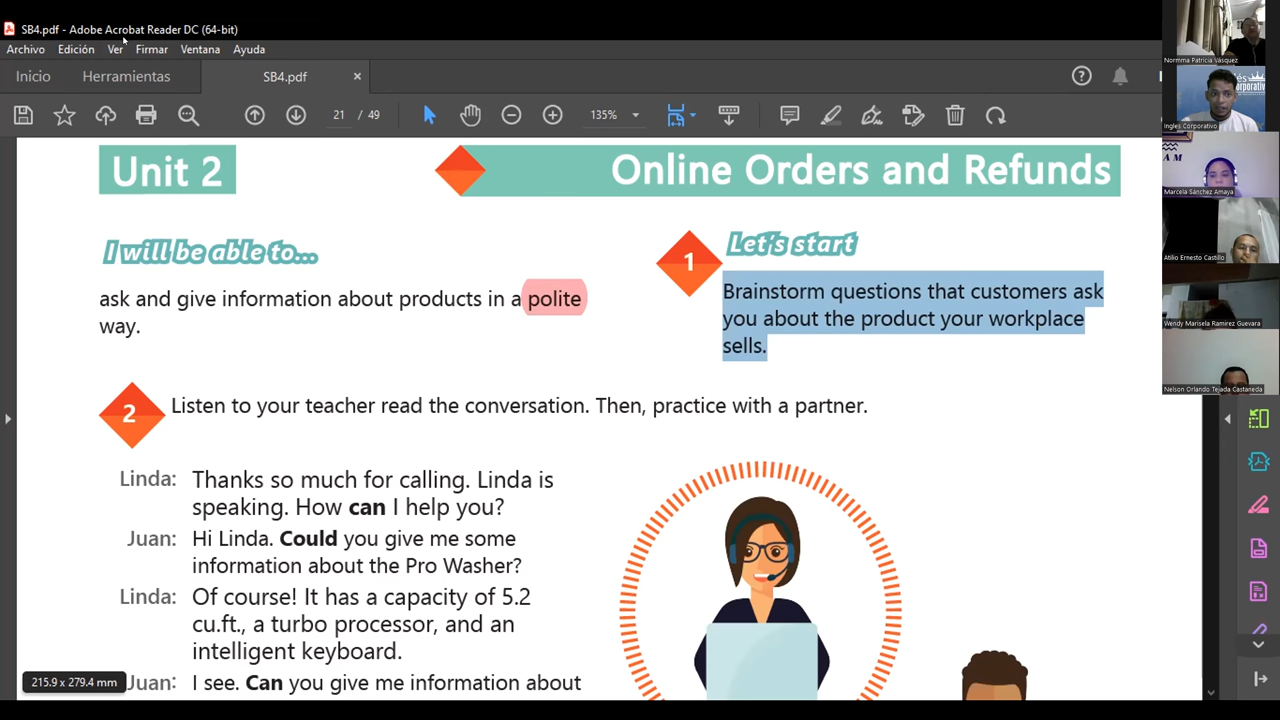 SB4.pdf - Adobe Acrobat Reader DC (64-bit)
Archivo Edición Ver Firmar Ventana Ayuda
Inicio Herramientas SB4.pdf
21 / 49 135%
Unit 2 Online Orders and Refunds
I will be able to...
ask and give information about products in a polite
way.
1 Let's start
Brainstorm questions that customers ask
you about the product your workplace
sells.
2 Listen to your teacher read the conversation. Then, practice with a partner.
Linda: Thanks so much for calling. Linda is
speaking. How can I help you?
Juan: Hi Linda. Could you give me some
information about the Pro Washer?
Linda: Of course! It has a capacity of 5.2
cu.ft., a turbo processor, and an
intelligent keyboard.
Juan: I see. Can you give me information about
215.9 x 279.4 mm
Normma Patricia Vásquez
Ingles Corporativo
Marcela Sánchez Amaya
Atilio Ernesto Castillo
Wendy Marisela Ramirez Guevara
Nelson Orlando Tejada Castaneda